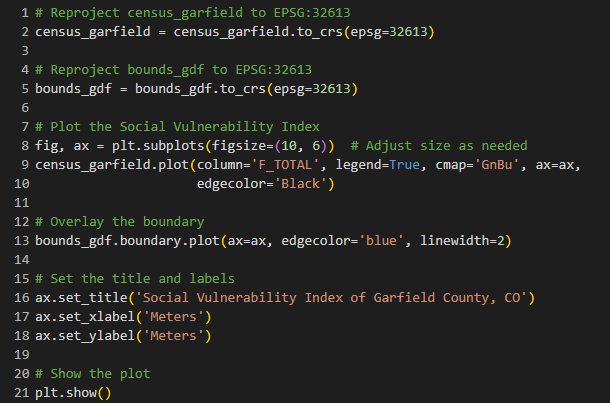 1 # Reproject census_garfield to EPSG:32613
2 census_garfield = census_garfield.to_crs(epsg=32613)
3
4 # Reproject bounds_gdf to EPSG:32613
5 bounds_gdf = bounds_gdf.to_crs(epsg=32613)
6
7 # Plot the Social Vulnerability Index
8 fig, ax = plt.subplots(figsize=(10, 6))  # Adjust size as needed
9 census_garfield.plot(column='F_TOTAL', legend=True, cmap='GnBu', ax=ax,
10                      edgecolor='Black')
11
12 # Overlay the boundary
13 bounds_gdf.boundary.plot(ax=ax, edgecolor='blue', linewidth=2)
14
15 # Set the title and labels
16 ax.set_title('Social Vulnerability Index of Garfield County, CO')
17 ax.set_xlabel('Meters')
18 ax.set_ylabel('Meters')
19
20 # Show the plot
21 plt.show()